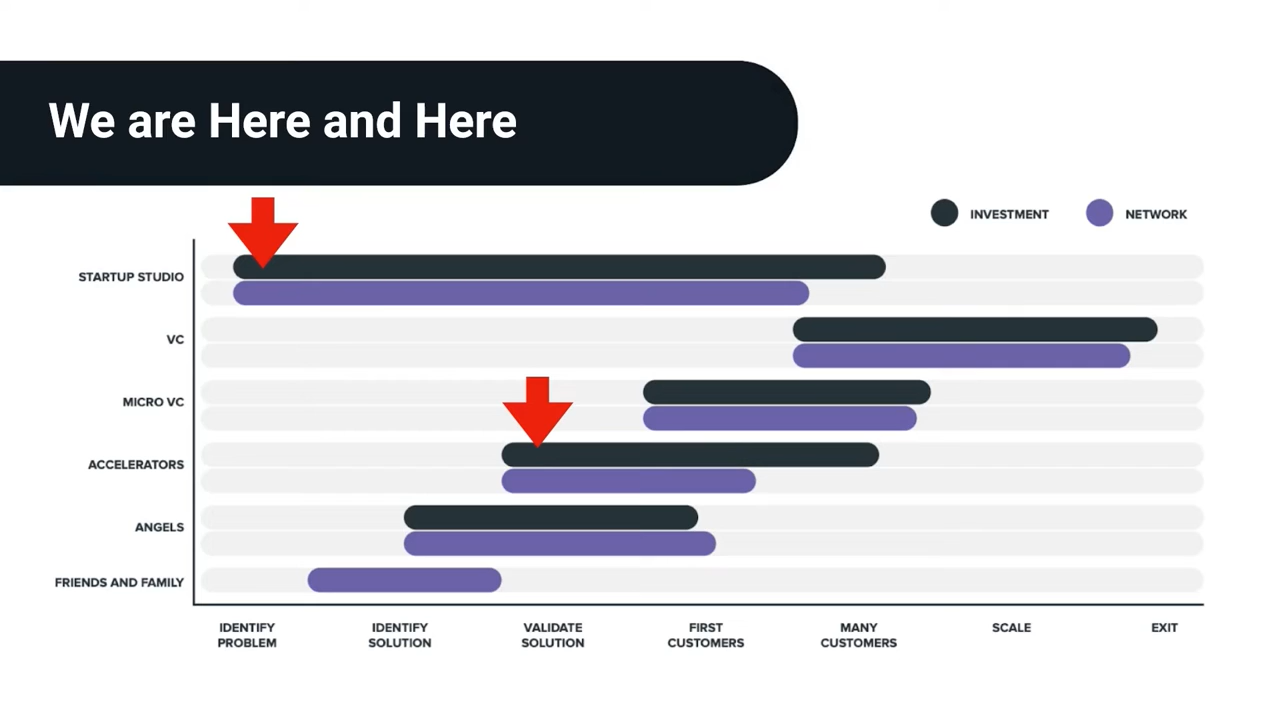 We are Here and Here
INVESTMENT
NETWORK
STARTUP STUDIO
VC
MICRO VC
ACCELERATORS
ANGELS
FRIENDS AND FAMILY
IDENTIFY
PROBLEM
IDENTIFY
SOLUTION
VALIDATE
SOLUTION
FIRST
CUSTOMERS
MANY
CUSTOMERS
SCALE
EXIT